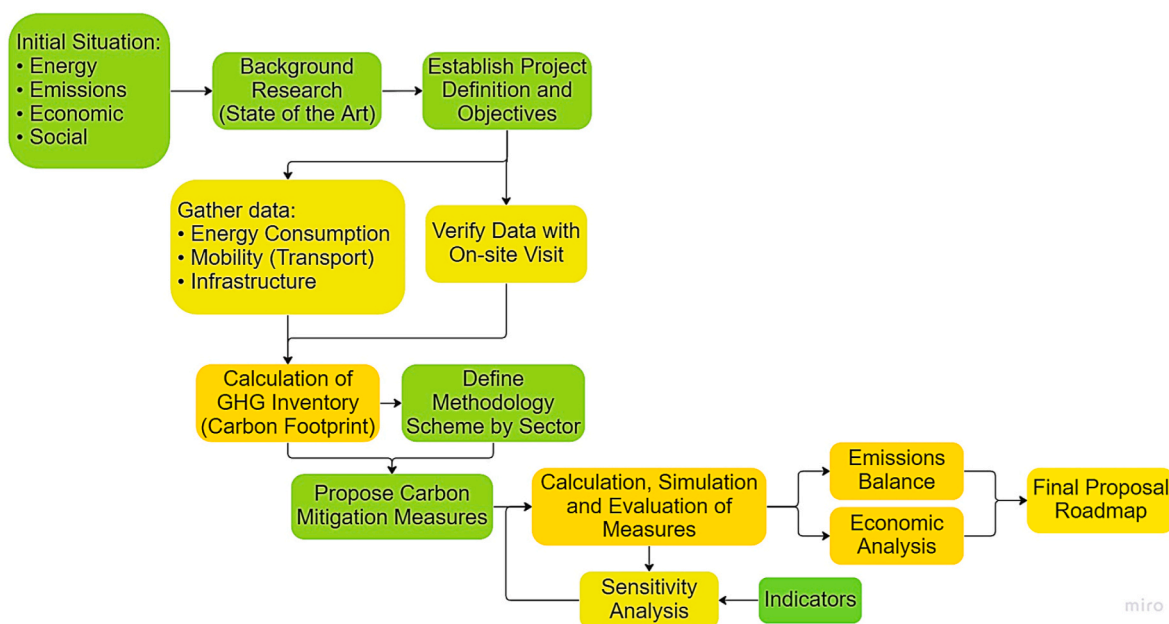 Initial Situation:
• Energy
• Emissions
• Economic
• Social
Background
Research
(State of the Art)
Establish Project
Definition and
Objectives
Gather data:
• Energy Consumption
• Mobility (Transport)
• Infrastructure
Verify Data with
On-site Visit
Calculation of
GHG Inventory
(Carbon Footprint)
Define
Methodology
Scheme by Sector
Propose Carbon
Mitigation Measures
Calculation, Simulation
and Evaluation of
Measures
Emissions
Balance
Economic
Analysis
Final Proposal
Roadmap
Sensitivity
Analysis
Indicators
miro